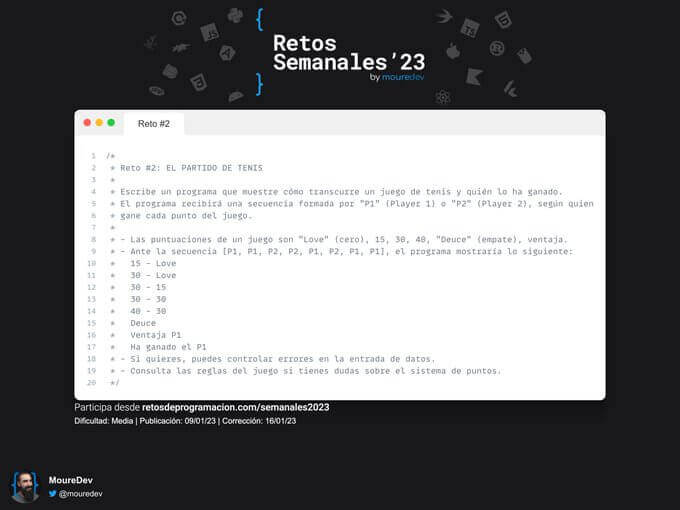 JS
{
Retos
Semanales’23
by mouredev
}
Reto #2
1 /*
2 * Reto #2: EL PARTIDO DE TENIS
3 *
4 * Escribe un programa que muestre cómo transcurre un juego de tenis y quién lo ha ganado.
5 * El programa recibirá una secuencia formada por "P1" (Player 1) o "P2" (Player 2), según quien
6 * gane cada punto del juego.
7 *
8 * - Las puntuaciones de un juego son "Love" (cero), 15, 30, 40, "Deuce" (empate), ventaja.
9 * - Ante la secuencia [P1, P1, P2, P2, P1, P2, P1, P1], el programa mostraría lo siguiente:
10 * 15 - Love
11 * 30 - Love
12 * 30 - 15
13 * 30 - 30
14 * 40 - 30
15 * Deuce
16 * Ventaja P1
17 * Ha ganado el P1
18 * - Si quieres, puedes controlar errores en la entrada de datos.
19 * - Consulta las reglas del juego si tienes dudas sobre el sistema de puntos.
20 */
Participa desde retosdeprogramacion.com/semanales2023
Dificultad: Media | Publicación: 09/01/23 | Corrección: 16/01/23
MoureDev
@mouredev